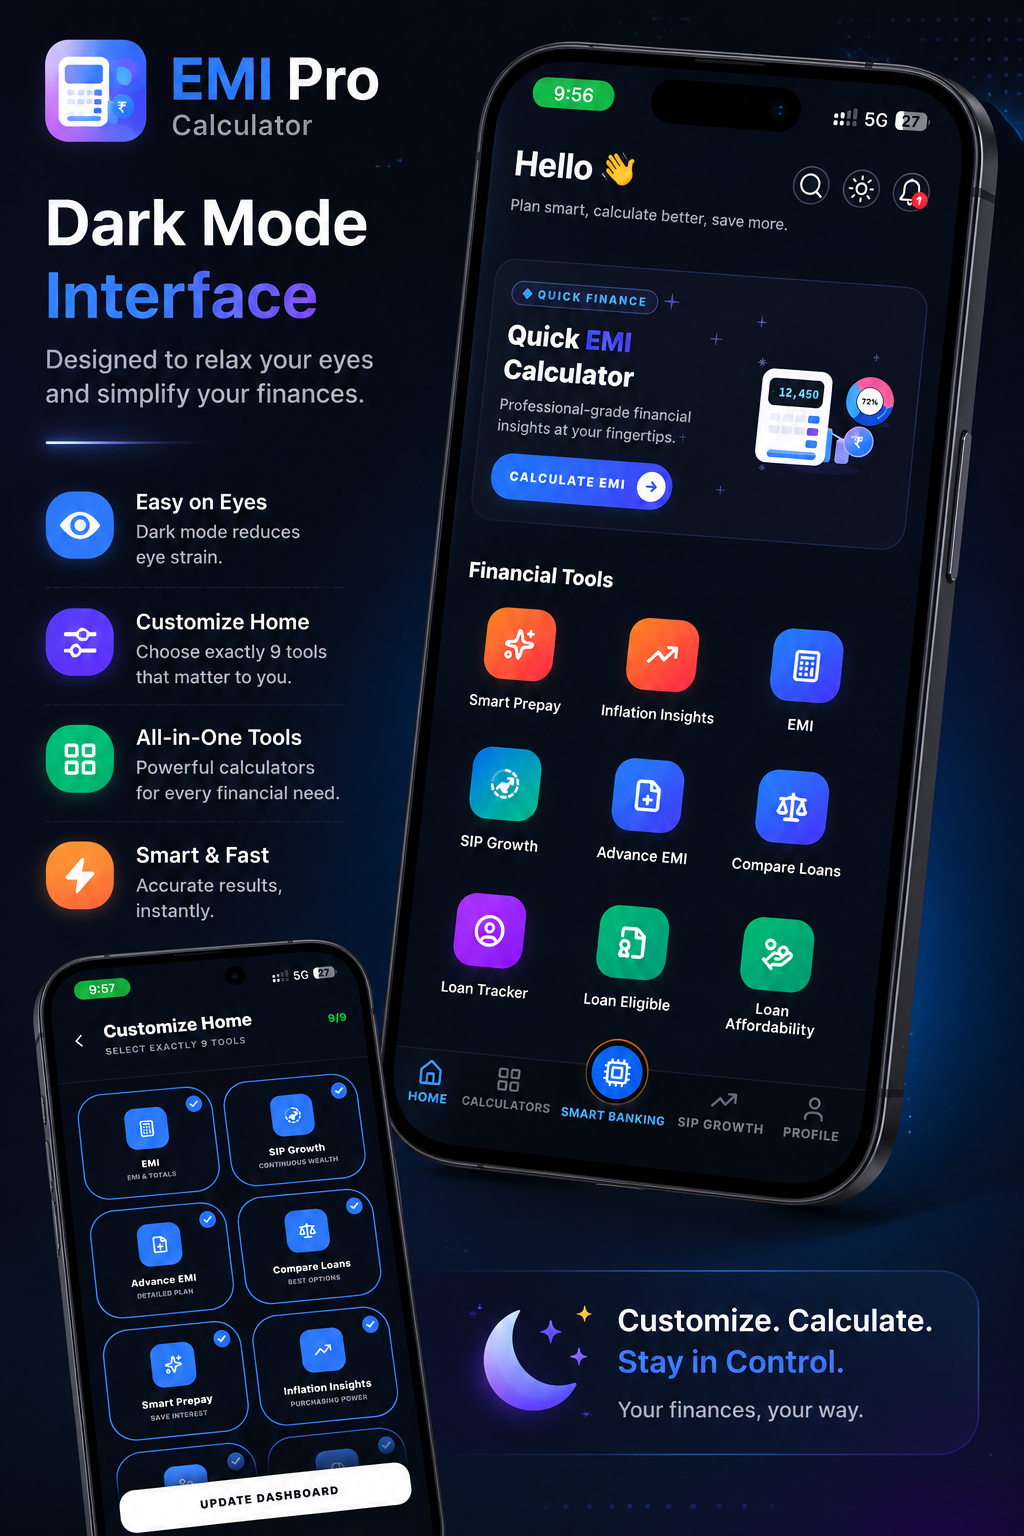 EMI Pro
Calculator
Dark Mode
Interface
Designed to relax your eyes
and simplify your finances.
Easy on Eyes
Dark mode reduces
eye strain.
Customize Home
Choose exactly 9 tools
that matter to you.
All-in-One Tools
Powerful calculators
for every financial need.
Smart & Fast
Accurate results,
instantly.
9:56
5G 27
Hello 👋
1
Plan smart, calculate better, save more.
QUICK FINANCE
Quick EMI
Calculator
Professional-grade financial
insights at your fingertips.
CALCULATE EMI
12,450
72%
₹
Financial Tools
Smart Prepay
Inflation Insights
EMI
SIP Growth
Advance EMI
Compare Loans
Loan Tracker
Loan Eligible
Loan
Affordability
HOME
CALCULATORS
SMART BANKING
SIP GROWTH
PROFILE
9:57
5G 27
Customize Home
9/9
SELECT EXACTLY 9 TOOLS
EMI
EMI & TOTALS
SIP Growth
CONTINUOUS WEALTH
Advance EMI
DETAILED PLAN
Compare Loans
BEST OPTIONS
Smart Prepay
SAVE INTEREST
Inflation Insights
PURCHASING POWER
UPDATE DASHBOARD
Customize. Calculate.
Stay in Control.
Your finances, your way.